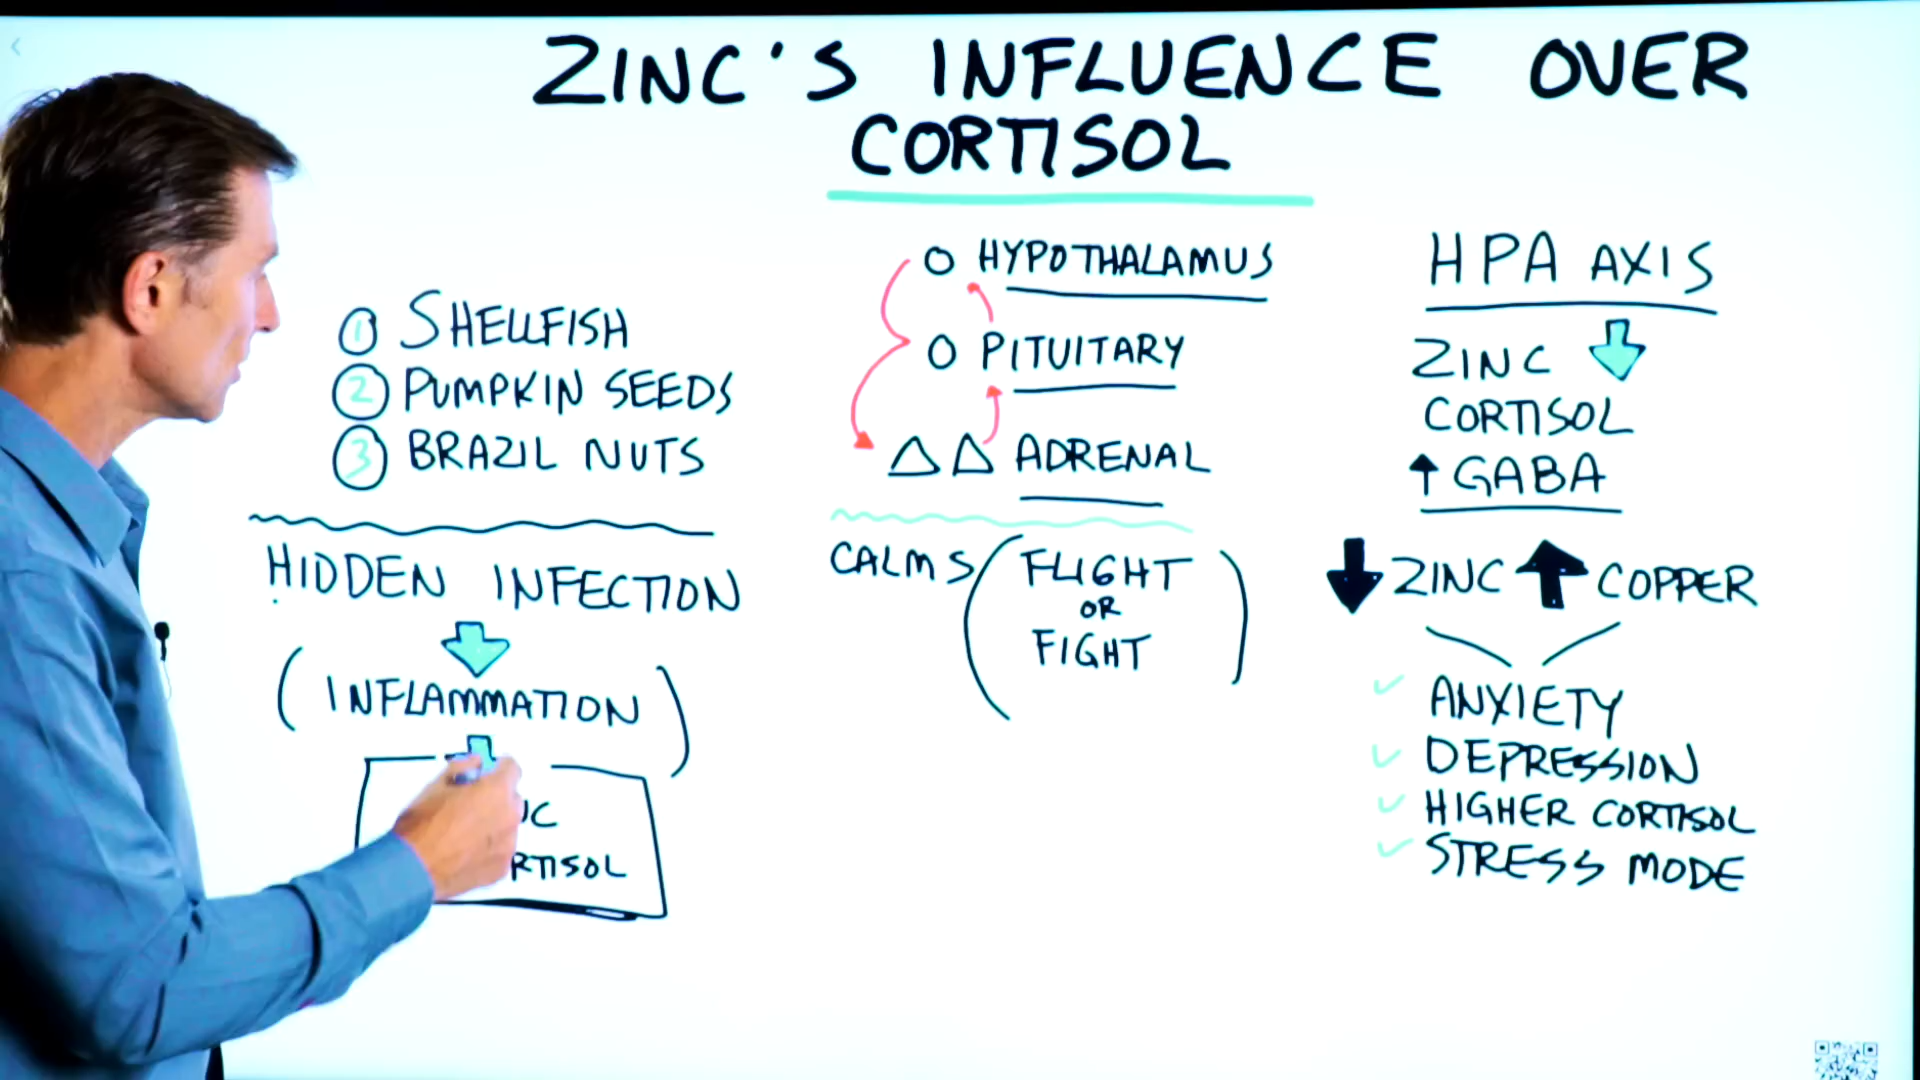 ZINC'S INFLUENCE OVER
CORTISOL
① SHELLFISH
② PUMPKIN SEEDS
③ BRAZIL NUTS
HIDDEN INFECTION
(INFLAMMATION)
HYPOTHALAMUS
PITUITARY
ADRENAL
CALMS (FLIGHT
OR
FIGHT)
HPA AXIS
ZINC
CORTISOL
↑ GABA
↓ ZINC ↑ COPPER
✓ ANXIETY
✓ DEPRESSION
✓ HIGHER CORTISOL
✓ STRESS MODE